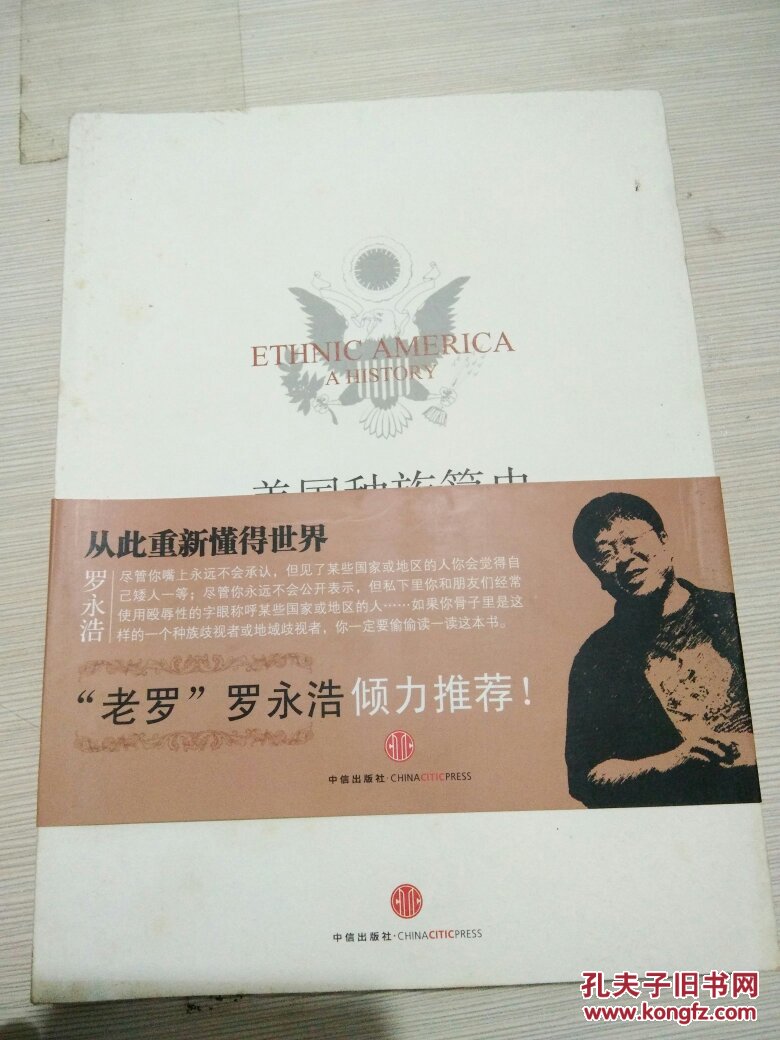 ETHNIC AMERICA
A HISTORY
美国种族简史
从此重新懂得世界
罗永浩
尽管你嘴上永远不会承认，但见了某些国家或地区的人你会觉得自
己矮人一等；尽管你永远不会公开表示，但私下里你和朋友们经常
使用殴辱性的字眼称呼某些国家或地区的人……如果你骨子里是这
样的一个种族歧视者或地域歧视者，你一定要偷偷读一读这本书。
“老罗”罗永浩倾力推荐！
中信出版社·CHINACITICPRESS
中信出版社·CHINACITICPRESS
孔夫子旧书网
www.kongfz.com